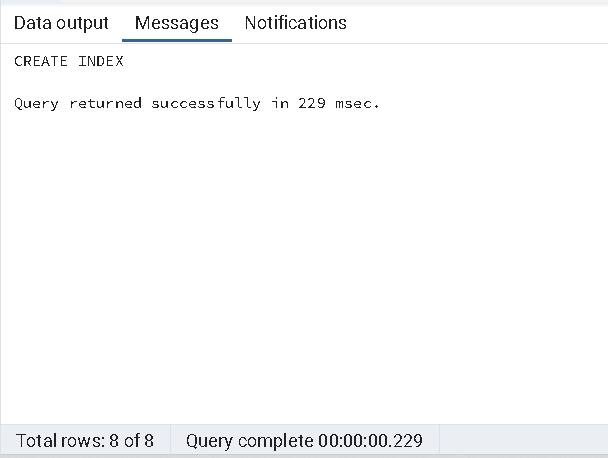 Data output Messages Notifications
CREATE INDEX
Query returned successfully in 229 msec.
Total rows: 8 of 8 Query complete 00:00:00.229